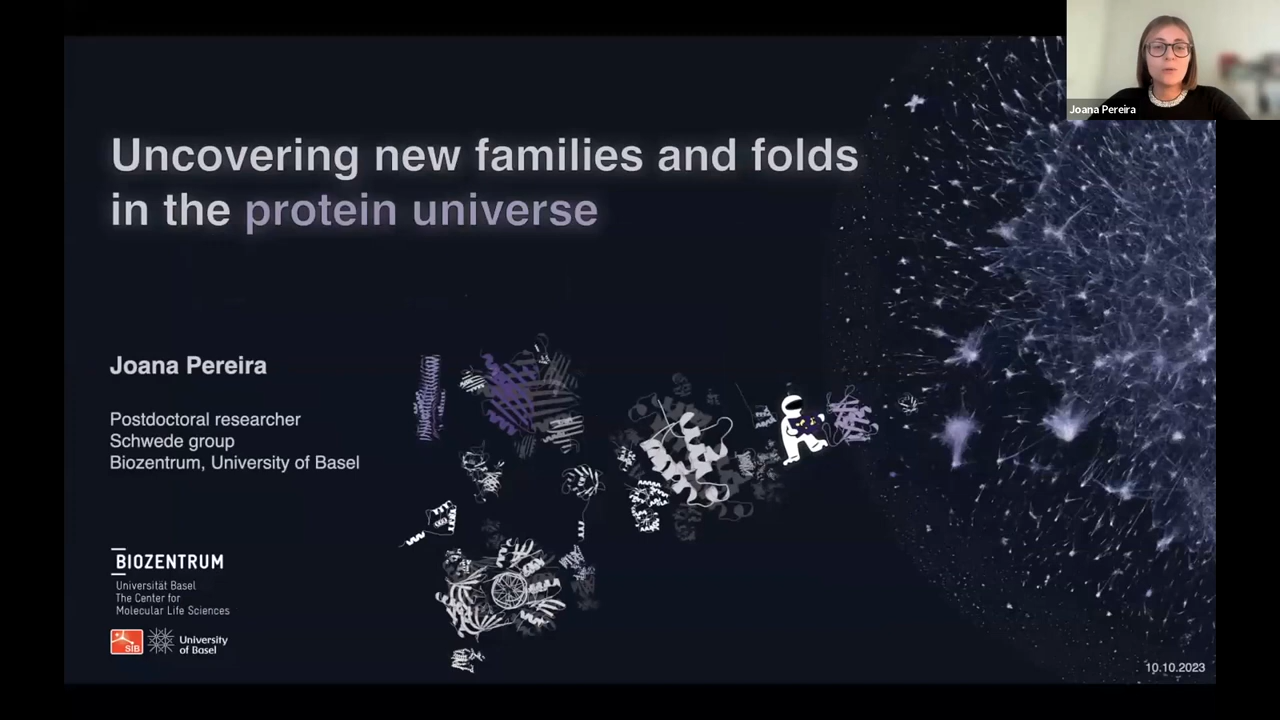 Joana Pereira
Uncovering new families and folds
in the protein universe
Joana Pereira
Postdoctoral researcher
Schwede group
Biozentrum, University of Basel
BIOZENTRUM
Universität Basel
The Center for
Molecular Life Sciences
SIB
University
of Basel
10.10.2023